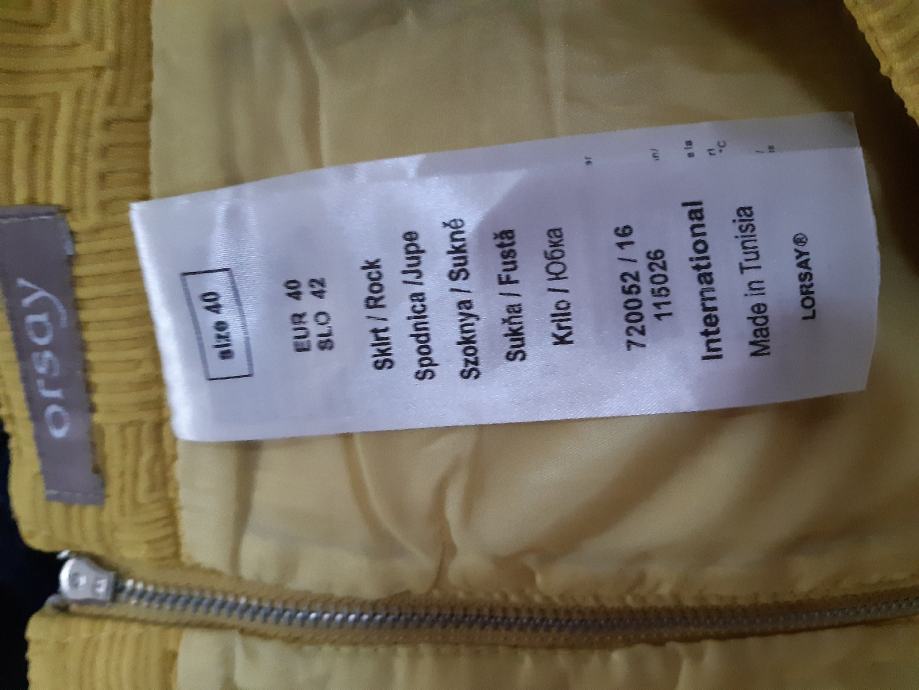 orsay
size 40
EUR 40
SLO 42
Skirt / Rock
Spodnica /Jupe
Szoknya / Sukně
Sukňa / Fustă
Krilo / Юбка
720052 / 16
115026
International
Made in Tunisia
LORSAY®